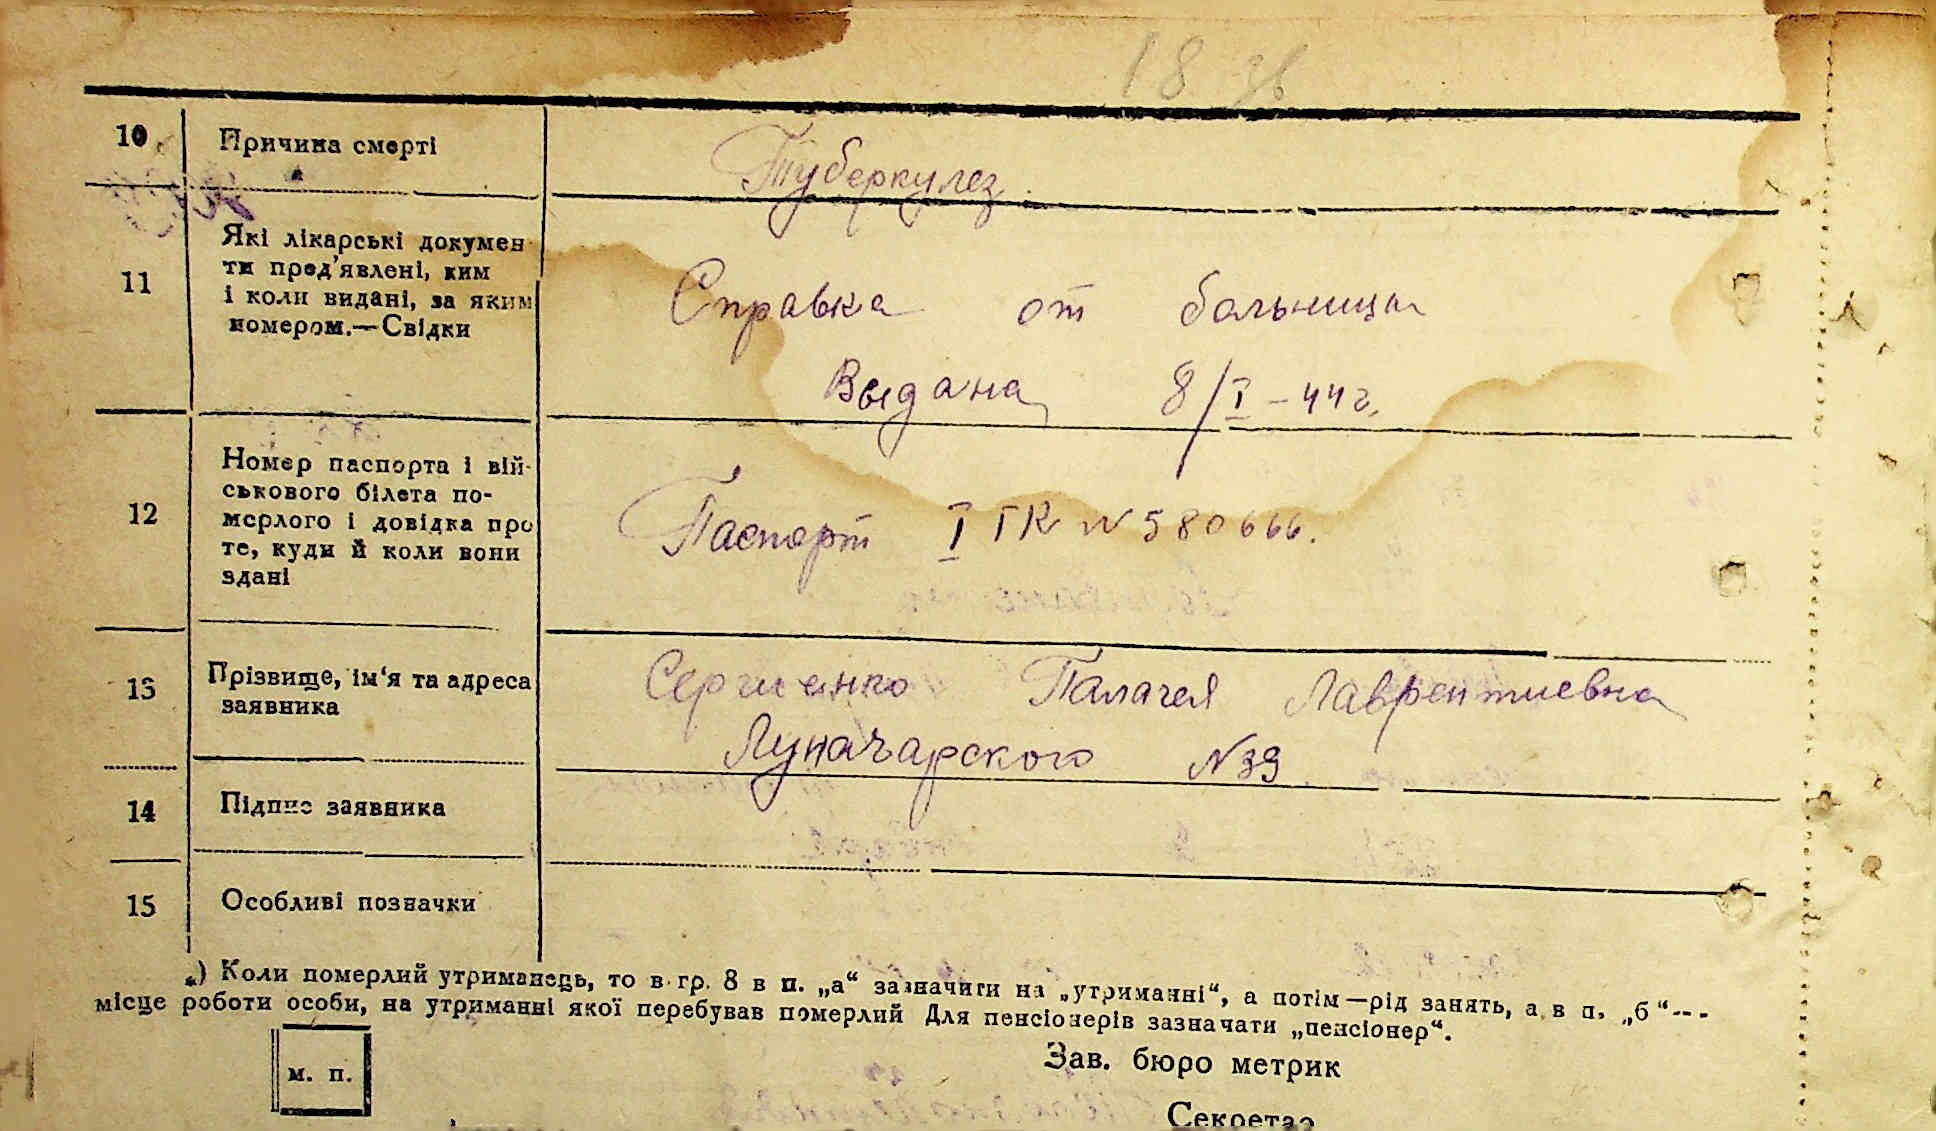 18 зв
10 Причина смерті Туберкулез.
11 Які лікарські докумен
ти пред'явлені, ким
і коли видані, за яким
номером.—Свідки
Справка от больницы
Выдана 8/I-44г.
12 Номер паспорта і вій-
ськового білета по-
мерлого і довідка про
те, куди й коли вони
здані
Паспорт I ГК N580666.
13 Прізвище, ім'я та адреса
заявника
Сергиенко Палагея Лаврентиевна
Луначарского N39
14 Підпис заявника
15 Особливі позначки
*) Коли померлий утриманець, то в гр. 8 в п. „а“ зазначити на „утриманні“, а потім—рід занять, а в п. „б“---
місце роботи особи, на утриманні якої перебував померлий Для пенсіонерів зазначати „пенсіонер“.
м. п.
Зав. бюро метрик
Секретар